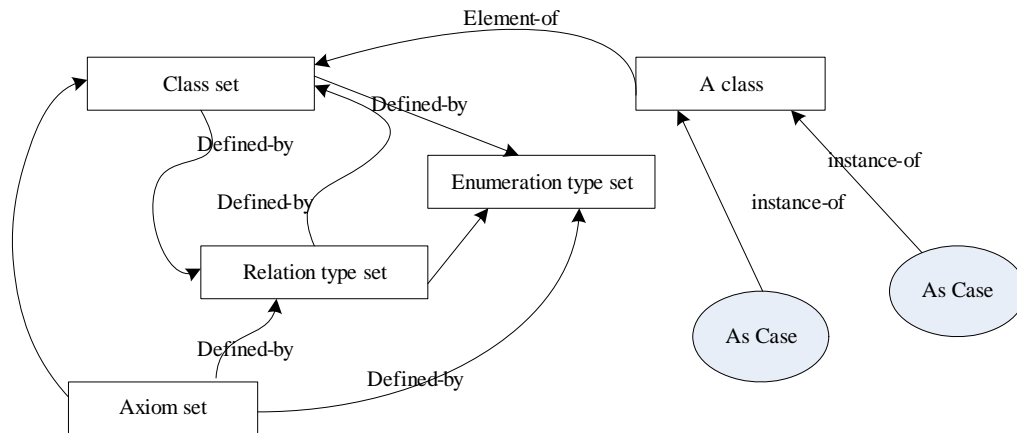 Element-of
Class set
A class
Defined-by
Defined-by
instance-of
Enumeration type set
Defined-by
instance-of
Relation type set
As Case
As Case
Defined-by
Defined-by
Axiom set